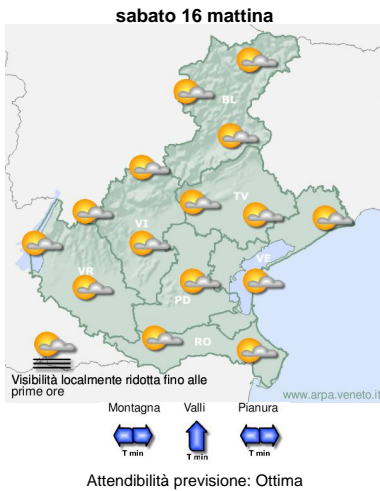 sabato 16 mattina
BL
TV
VI
VE
VR
PD
RO
Visibilità localmente ridotta fino alle
prime ore
www.arpa.veneto.it
Montagna Valli Pianura
T min T min T min
Attendibilità previsione: Ottima